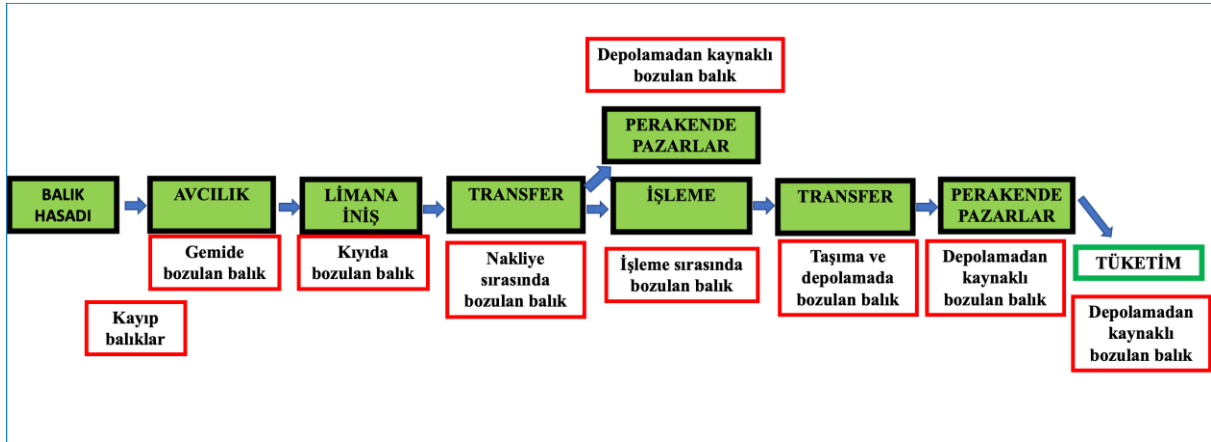 Depolamadan kaynaklı
bozulan balık
PERAKENDE
PAZARLAR
BALIK
HASADI
AVCILIK
LİMANA
İNİŞ
TRANSFER
İŞLEME
TRANSFER
PERAKENDE
PAZARLAR
Gemide
bozulan balık
Kıyıda
bozulan balık
Nakliye
sırasında
bozulan balık
İşleme sırasında
bozulan balık
Taşıma ve
depolamada
bozulan balık
Depolamadan
kaynaklı
bozulan balık
TÜKETİM
Kayıp
balıklar
Depolamadan
kaynaklı
bozulan balık